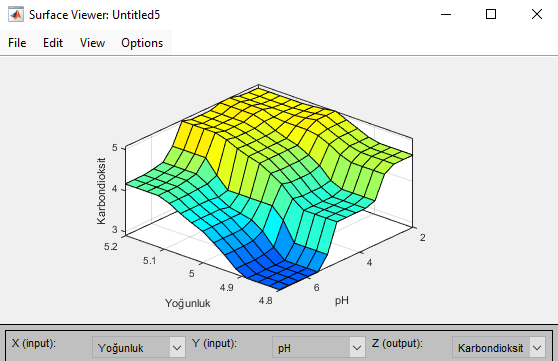 Surface Viewer: Untitled5
File Edit View Options
5
4
3
Karbondioksit
5.2
5.1
5
4.9
4.8
Yoğunluk
2
4
6
pH
X (input): Yoğunluk Y (input): pH Z (output): Karbondioksit